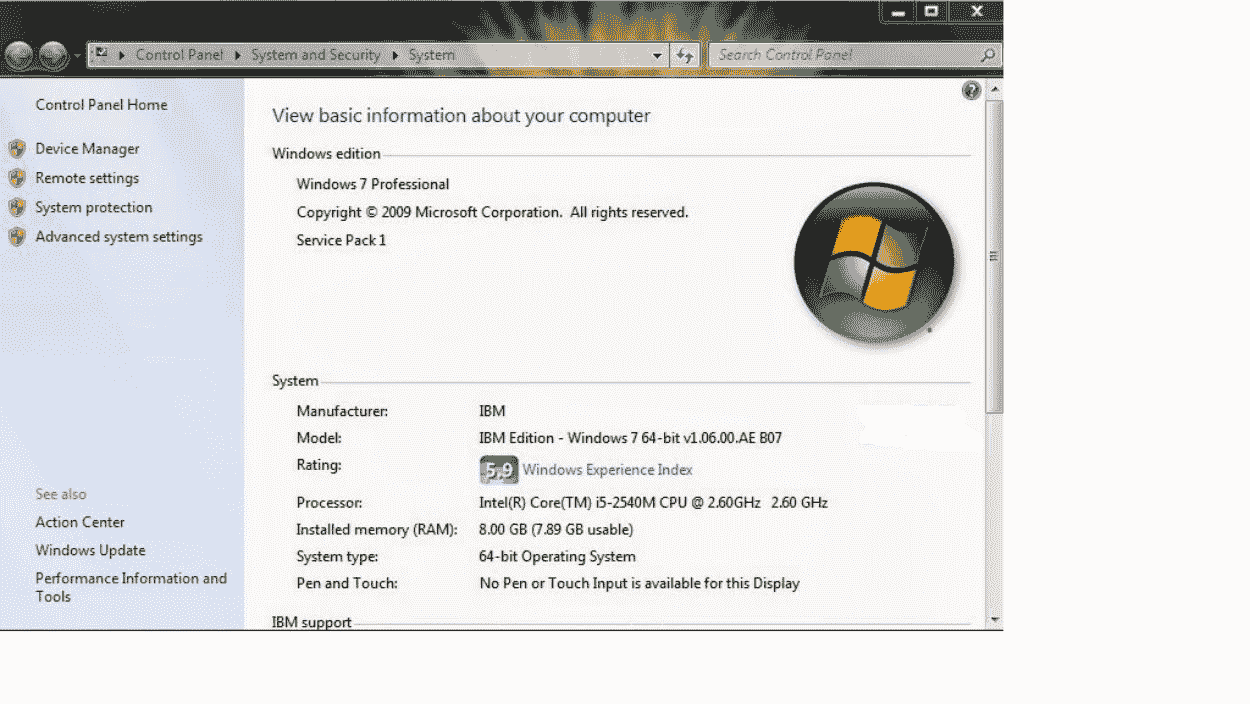 Control Panel ▸ System and Security ▸ System
Search Control Panel
Control Panel Home
Device Manager
Remote settings
System protection
Advanced system settings
See also
Action Center
Windows Update
Performance Information and
Tools
View basic information about your computer
Windows edition
Windows 7 Professional
Copyright © 2009 Microsoft Corporation. All rights reserved.
Service Pack 1
System
Manufacturer: IBM
Model: IBM Edition - Windows 7 64-bit v1.06.00.AE B07
Rating: 5,9 Windows Experience Index
Processor: Intel(R) Core(TM) i5-2540M CPU @ 2.60GHz 2.60 GHz
Installed memory (RAM): 8.00 GB (7.89 GB usable)
System type: 64-bit Operating System
Pen and Touch: No Pen or Touch Input is available for this Display
IBM support